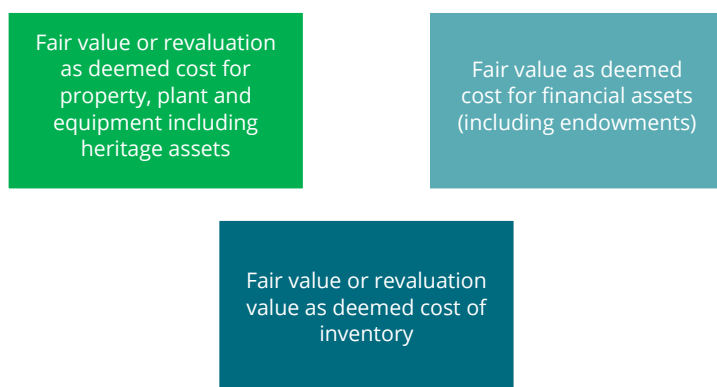 Fair value or revaluation
as deemed cost for
property, plant and
equipment including
heritage assets
Fair value as deemed
cost for financial assets
(including endowments)
Fair value or revaluation
value as deemed cost of
inventory